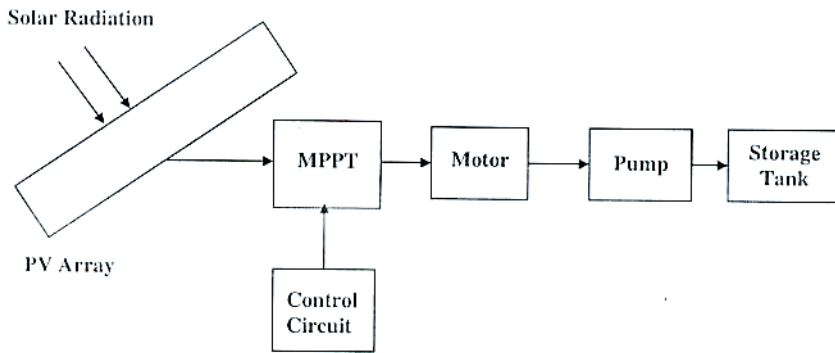 Solar Radiation
MPPT
Motor
Pump
Storage
Tank
PV Array
Control
Circuit